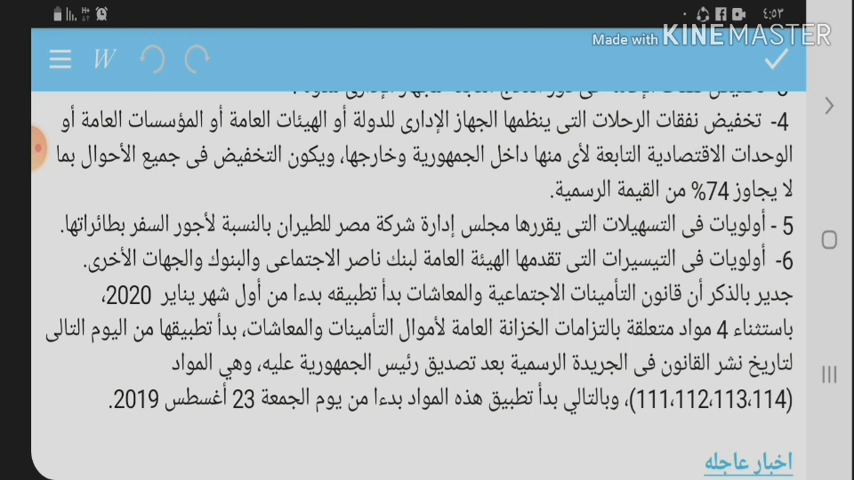 ٤:٥٣
Made with KINEMASTER
W
4- تخفيض نفقات الرحلات التى ينظمها الجهاز الإدارى للدولة أو الهيئات العامة أو المؤسسات العامة أو
الوحدات الاقتصادية التابعة لأى منها داخل الجمهورية وخارجها، ويكون التخفيض فى جميع الأحوال بما
لا يجاوز 74% من القيمة الرسمية.
5 - أولويات فى التسهيلات التى يقررها مجلس إدارة شركة مصر للطيران بالنسبة لأجور السفر بطائراتها.
6- أولويات فى التيسيرات التى تقدمها الهيئة العامة لبنك ناصر الاجتماعى والبنوك والجهات الأخرى.
جدير بالذكر أن قانون التأمينات الاجتماعية والمعاشات بدأ تطبيقه بدءا من أول شهر يناير 2020،
باستثناء 4 مواد متعلقة بالتزامات الخزانة العامة لأموال التأمينات والمعاشات، بدأ تطبيقها من اليوم التالى
لتاريخ نشر القانون فى الجريدة الرسمية بعد تصديق رئيس الجمهورية عليه، وهي المواد
(111،112،113،114)، وبالتالي بدأ تطبيق هذه المواد بدءا من يوم الجمعة 23 أغسطس 2019.
اخبار عاجله